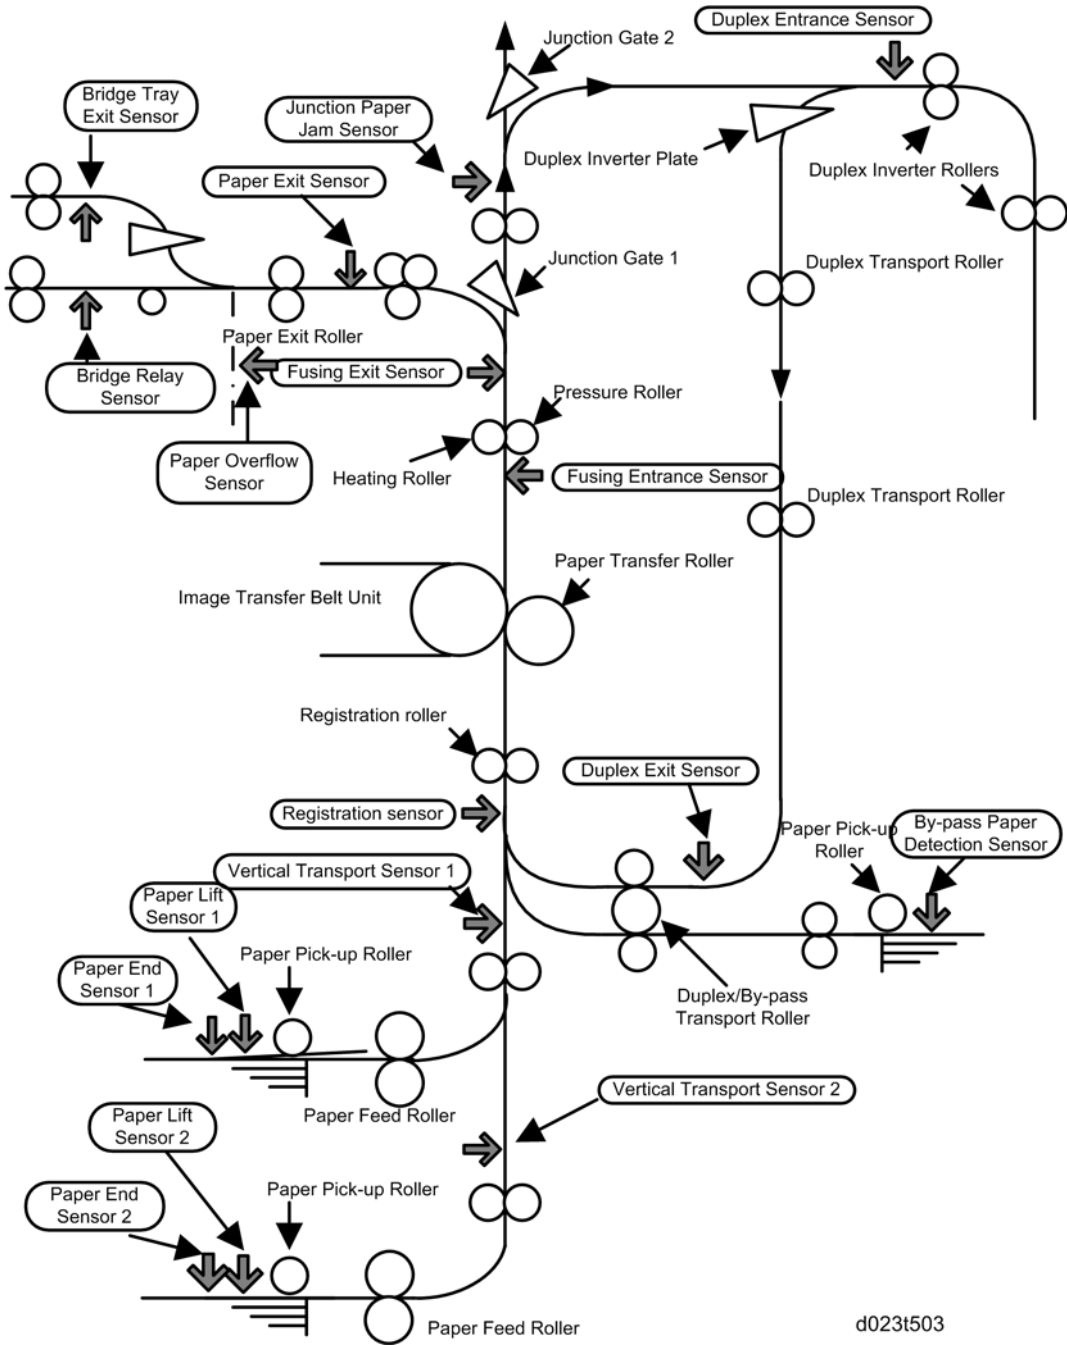 Duplex Entrance Sensor
Junction Gate 2
Bridge Tray
Exit Sensor
Junction Paper
Jam Sensor
Duplex Inverter Plate
Duplex Inverter Rollers
Paper Exit Sensor
Junction Gate 1
Duplex Transport Roller
Paper Exit Roller
Bridge Relay
Sensor
Fusing Exit Sensor
Pressure Roller
Paper Overflow
Sensor
Heating Roller
Fusing Entrance Sensor
Duplex Transport Roller
Paper Transfer Roller
Image Transfer Belt Unit
Registration roller
Duplex Exit Sensor
Registration sensor
Paper Pick-up
Roller
By-pass Paper
Detection Sensor
Vertical Transport Sensor 1
Paper Lift
Sensor 1
Paper Pick-up Roller
Paper End
Sensor 1
Duplex/By-pass
Transport Roller
Paper Feed Roller
Vertical Transport Sensor 2
Paper Lift
Sensor 2
Paper Pick-up Roller
Paper End
Sensor 2
Paper Feed Roller
d023t503